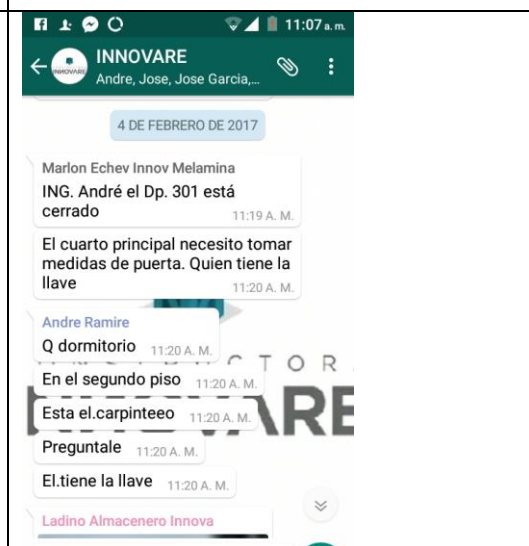 11:07 a. m.
INNOVARE
Andre, Jose, Jose Garcia,...
4 DE FEBRERO DE 2017
Marlon Echev Innov Melamina
ING. André el Dp. 301 está
cerrado
11:19 A. M.
El cuarto principal necesito tomar
medidas de puerta. Quien tiene la
llave
11:20 A. M.
Andre Ramire
Q dormitorio 11:20 A. M.
En el segundo piso 11:20 A. M.
Esta el.carpinteeo 11:20 A. M.
Preguntale 11:20 A. M.
El.tiene la llave 11:20 A. M.
Ladino Almacenero Innova